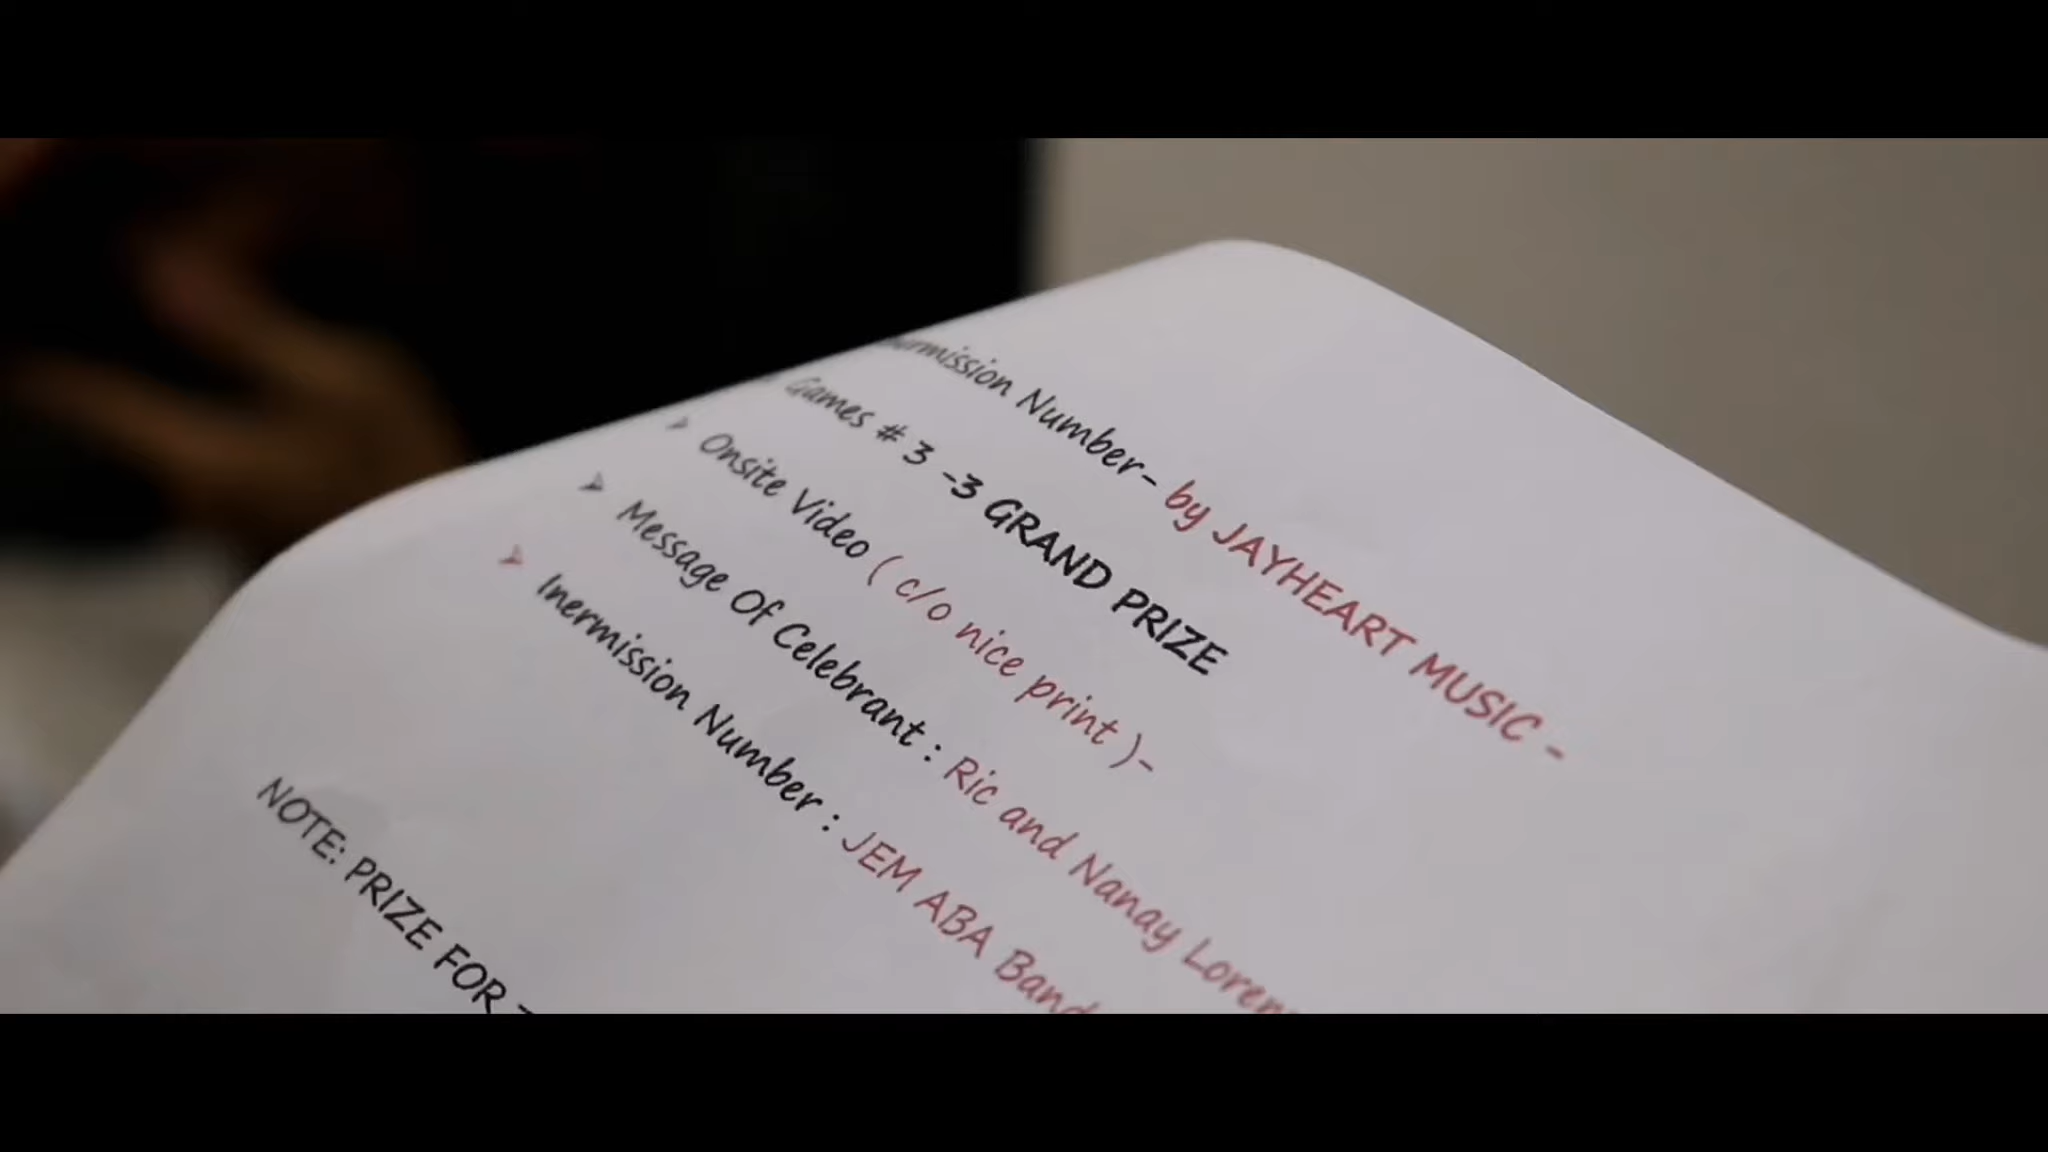 Number- by JAYHEART MUSIC -
Games # 3 -3 GRAND PRIZE
➢ Onsite Video ( c/o nice print )-
➢ Message Of Celebrant : Ric and Nanay
➢ Inermission Number : JEM ABA Band
NOTE: PRIZE FOR -